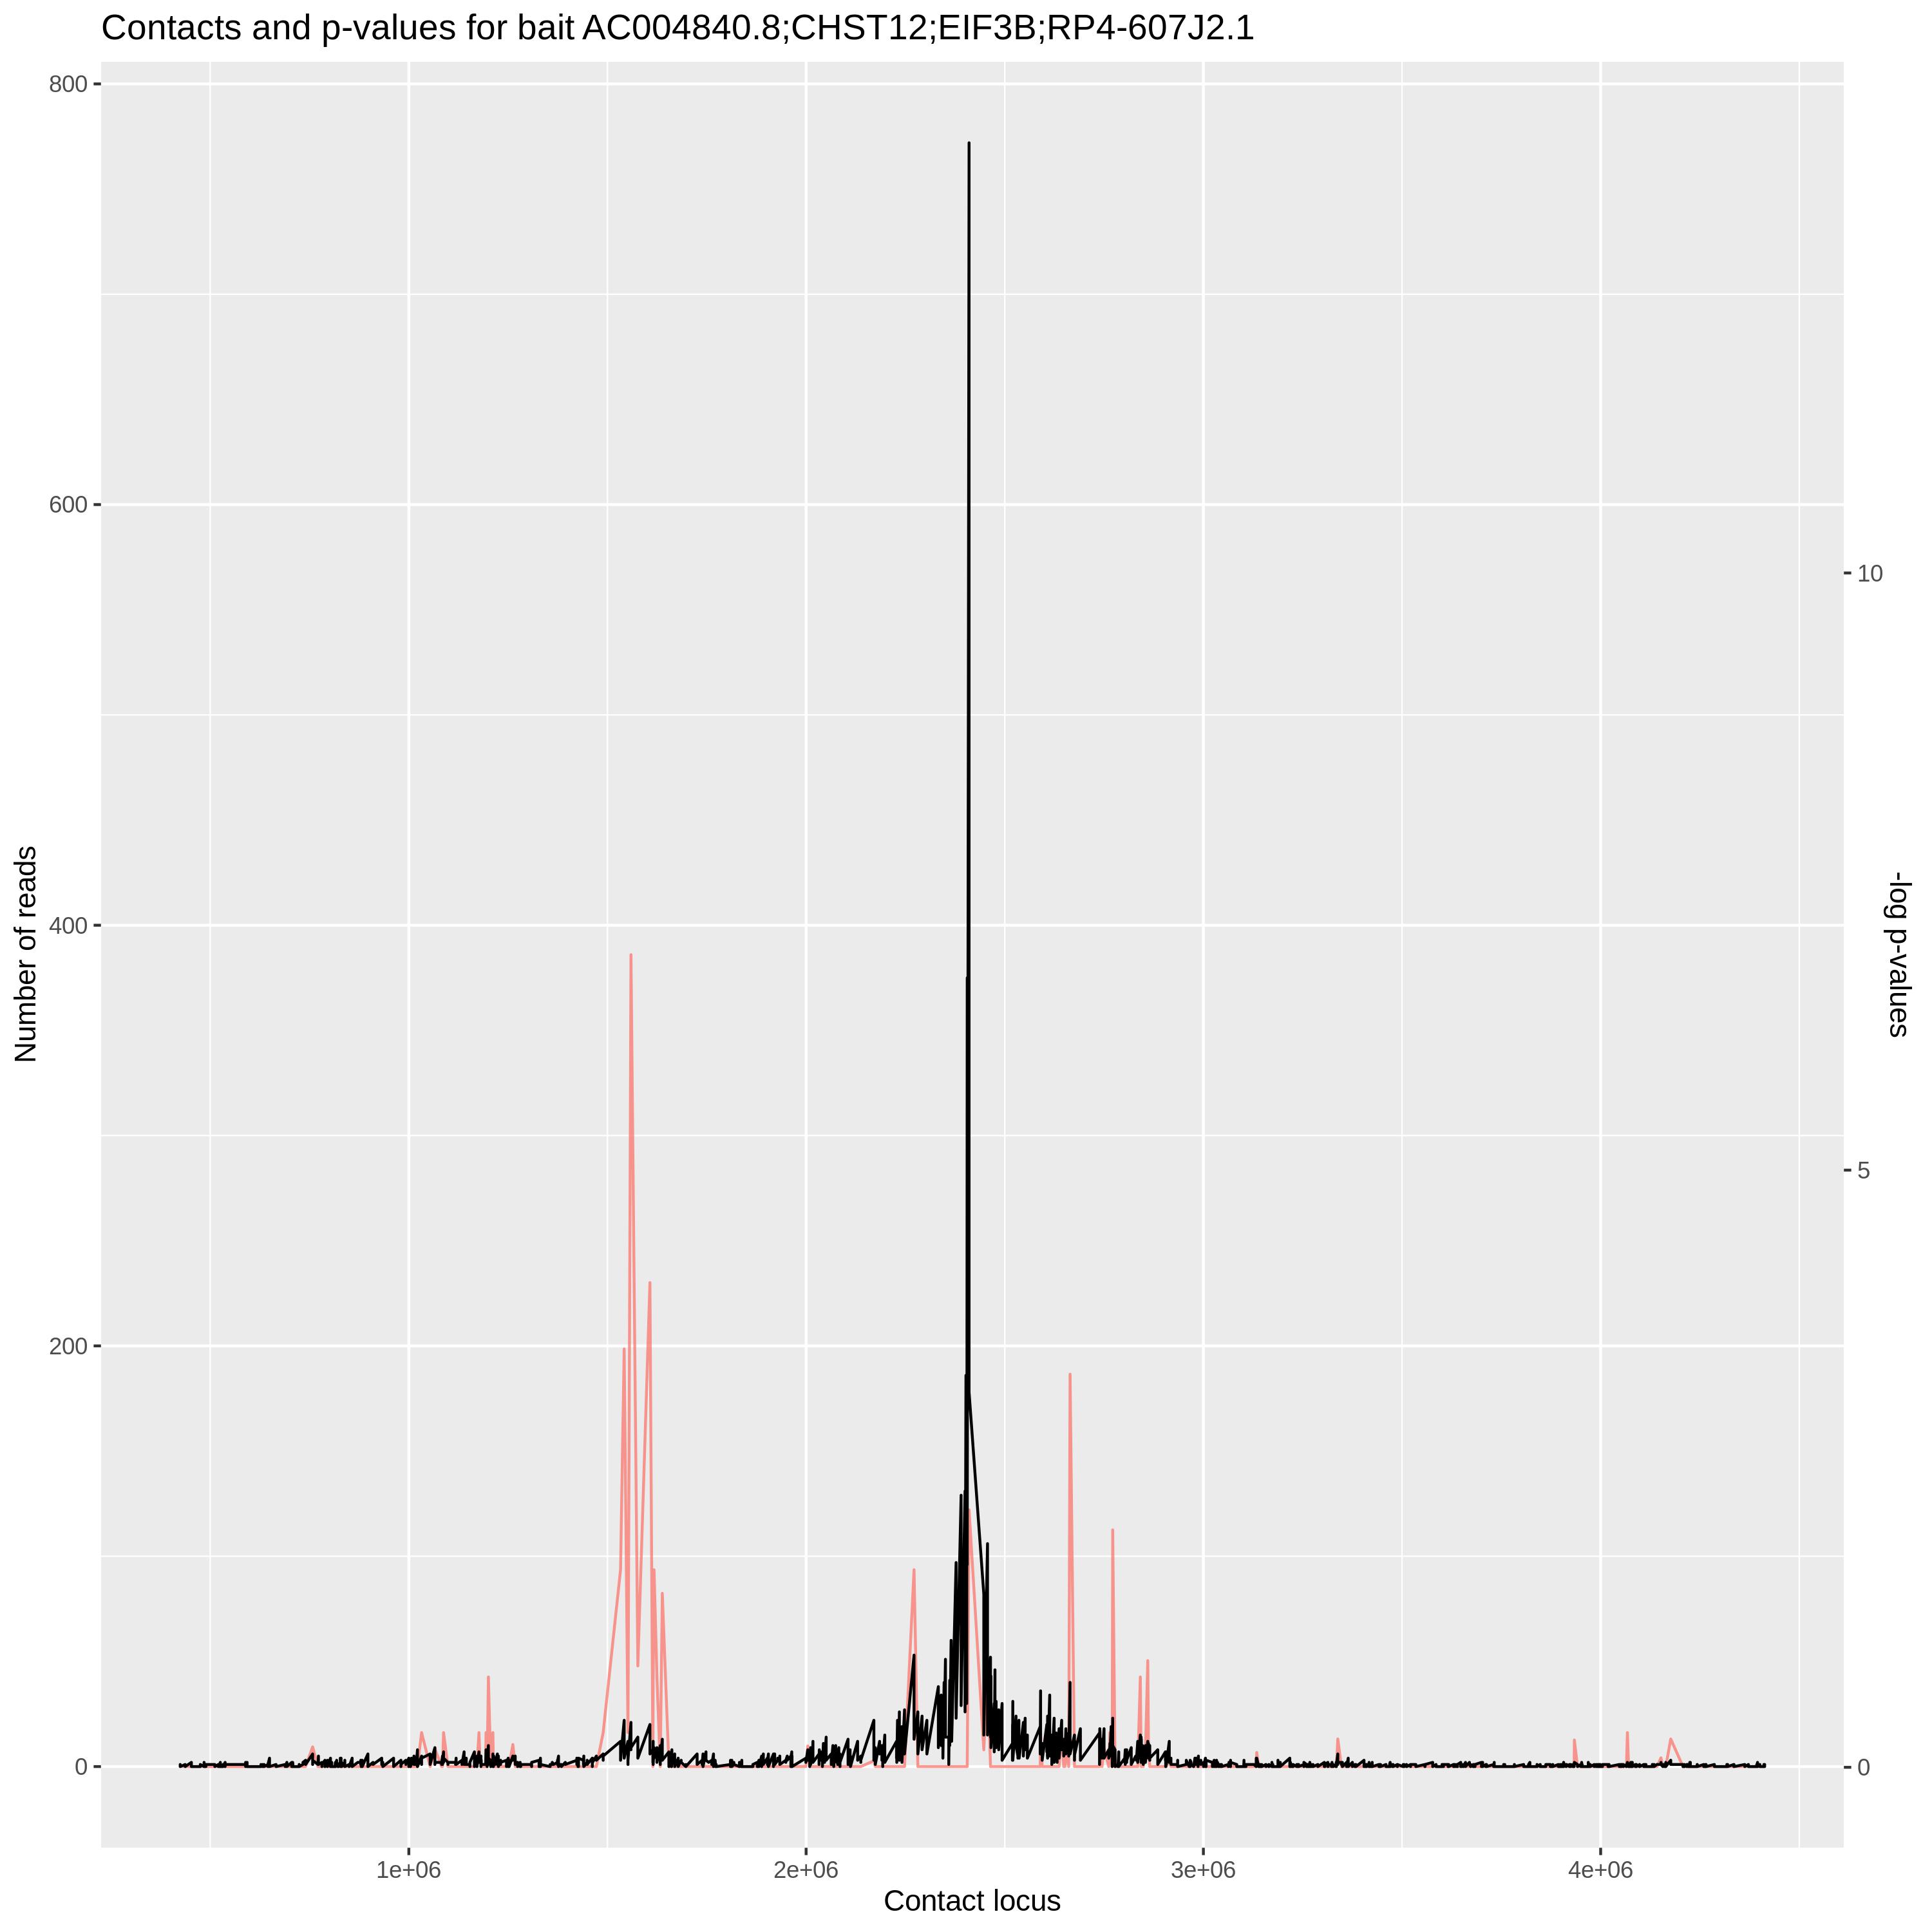 Contacts and p-values for bait AC004840.8;CHST12;EIF3B;RP4-607J2.1
800
600
400
200
0
Number of reads
10
5
0
-log p-values
1e+06
2e+06
3e+06
4e+06
Contact locus